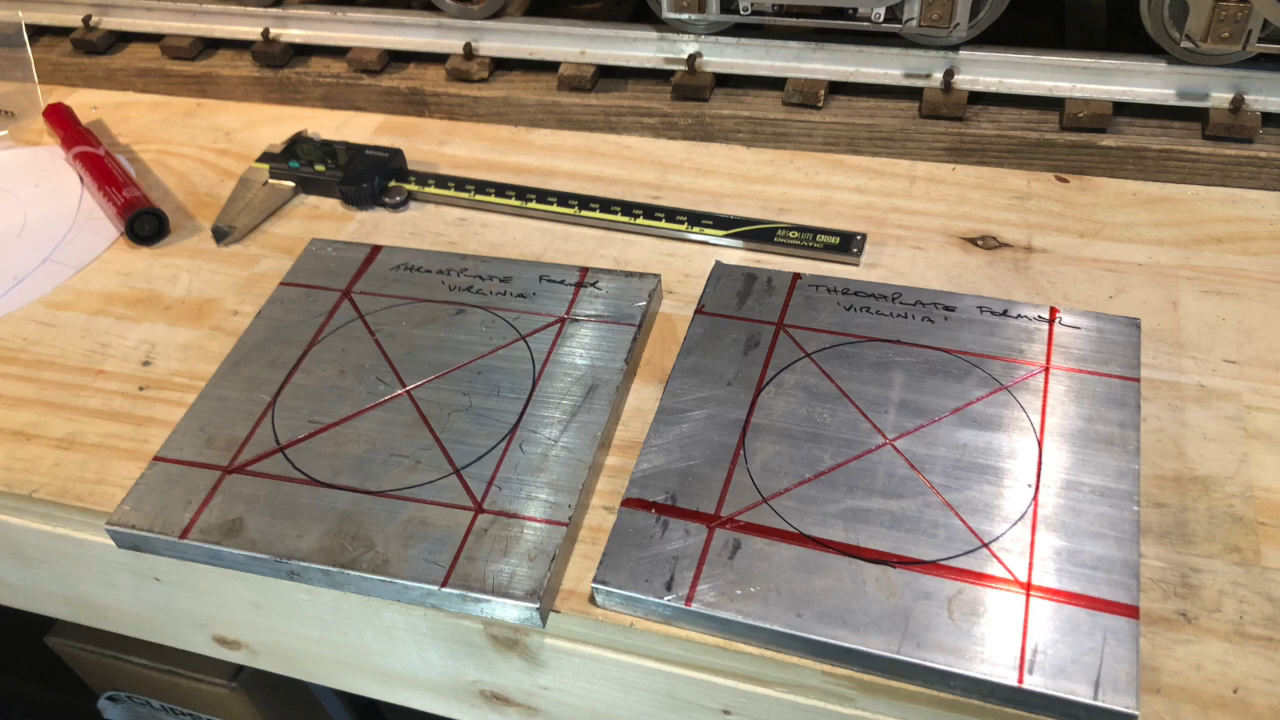 ABSOLUTE AOS
DIGIMATIC
THROATPLATE FORMER
'VIRGINIA'
THROATPLATE FORMER
'VIRGINIA'